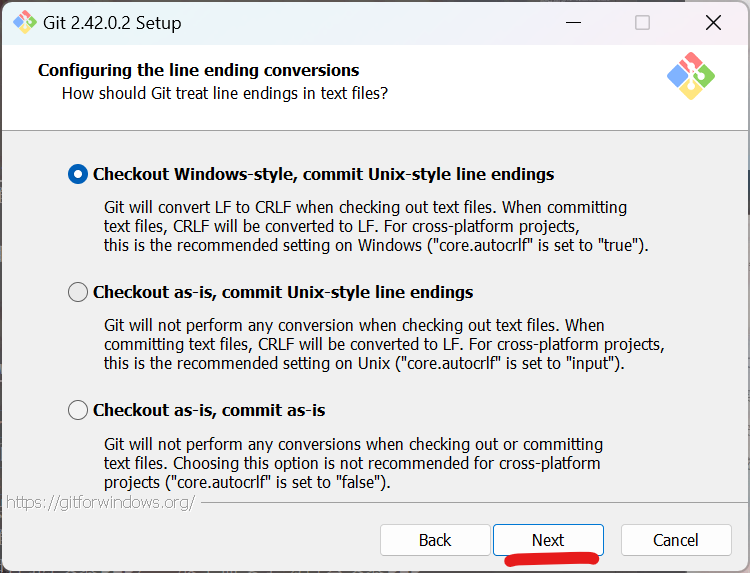 Git 2.42.0.2 Setup
Configuring the line ending conversions
How should Git treat line endings in text files?
Checkout Windows-style, commit Unix-style line endings
Git will convert LF to CRLF when checking out text files. When committing
text files, CRLF will be converted to LF. For cross-platform projects,
this is the recommended setting on Windows ("core.autocrlf" is set to "true").
Checkout as-is, commit Unix-style line endings
Git will not perform any conversion when checking out text files. When
committing text files, CRLF will be converted to LF. For cross-platform projects,
this is the recommended setting on Unix ("core.autocrlf" is set to "input").
Checkout as-is, commit as-is
Git will not perform any conversions when checking out or committing
text files. Choosing this option is not recommended for cross-platform
projects ("core.autocrlf" is set to "false").
https://gitforwindows.org/
Back
Next
Cancel